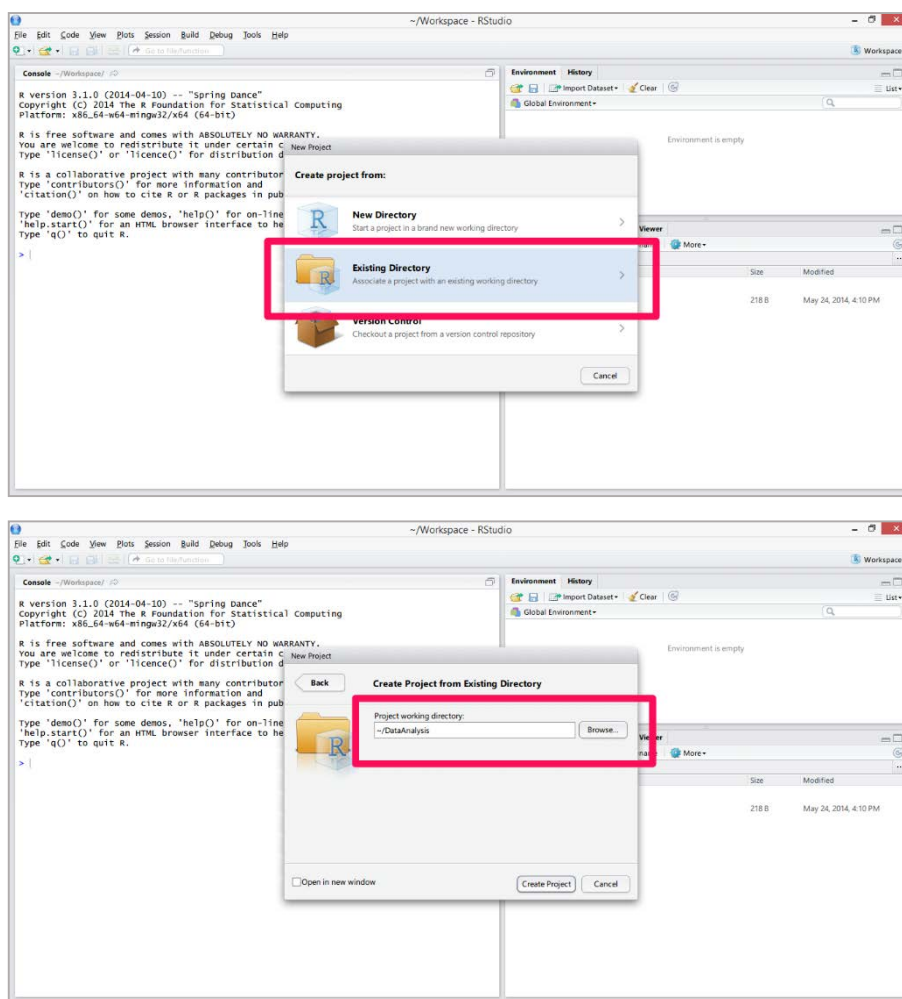 ~/Workspace - RStudio
File Edit Code View Plots Session Build Debug Tools Help
Go to file/function
Workspace
Console ~/Workspace/
Environment History
Import Dataset Clear
List
Global Environment
Environment is empty
R version 3.1.0 (2014-04-10) -- "Spring Dance"
Copyright (C) 2014 The R Foundation for Statistical Computing
Platform: x86_64-w64-mingw32/x64 (64-bit)
R is free software and comes with ABSOLUTELY NO WARRANTY.
You are welcome to redistribute it under certain c
Type 'license()' or 'licence()' for distribution d
R is a collaborative project with many contributor
Type 'contributors()' for more information and
'citation()' on how to cite R or R packages in pub
Type 'demo()' for some demos, 'help()' for on-line
'help.start()' for an HTML browser interface to he
Type 'q()' to quit R.
>
New Project
Create project from:
New Directory
Start a project in a brand new working directory
Existing Directory
Associate a project with an existing working directory
Version Control
Checkout a project from a version control repository
Cancel
Viewer
More
Size Modified
218 B May 24, 2014, 4:10 PM
~/Workspace - RStudio
File Edit Code View Plots Session Build Debug Tools Help
Go to file/function
Workspace
Console ~/Workspace/
Environment History
Import Dataset Clear
List
Global Environment
Environment is empty
R version 3.1.0 (2014-04-10) -- "Spring Dance"
Copyright (C) 2014 The R Foundation for Statistical Computing
Platform: x86_64-w64-mingw32/x64 (64-bit)
R is free software and comes with ABSOLUTELY NO WARRANTY.
You are welcome to redistribute it under certain c
Type 'license()' or 'licence()' for distribution d
R is a collaborative project with many contributor
Type 'contributors()' for more information and
'citation()' on how to cite R or R packages in pub
Type 'demo()' for some demos, 'help()' for on-line
'help.start()' for an HTML browser interface to he
Type 'q()' to quit R.
>
New Project
Back
Create Project from Existing Directory
Project working directory:
~/DataAnalysis
Browse...
R
Open in new window
Create Project
Cancel
More
Size Modified
218 B May 24, 2014, 4:10 PM